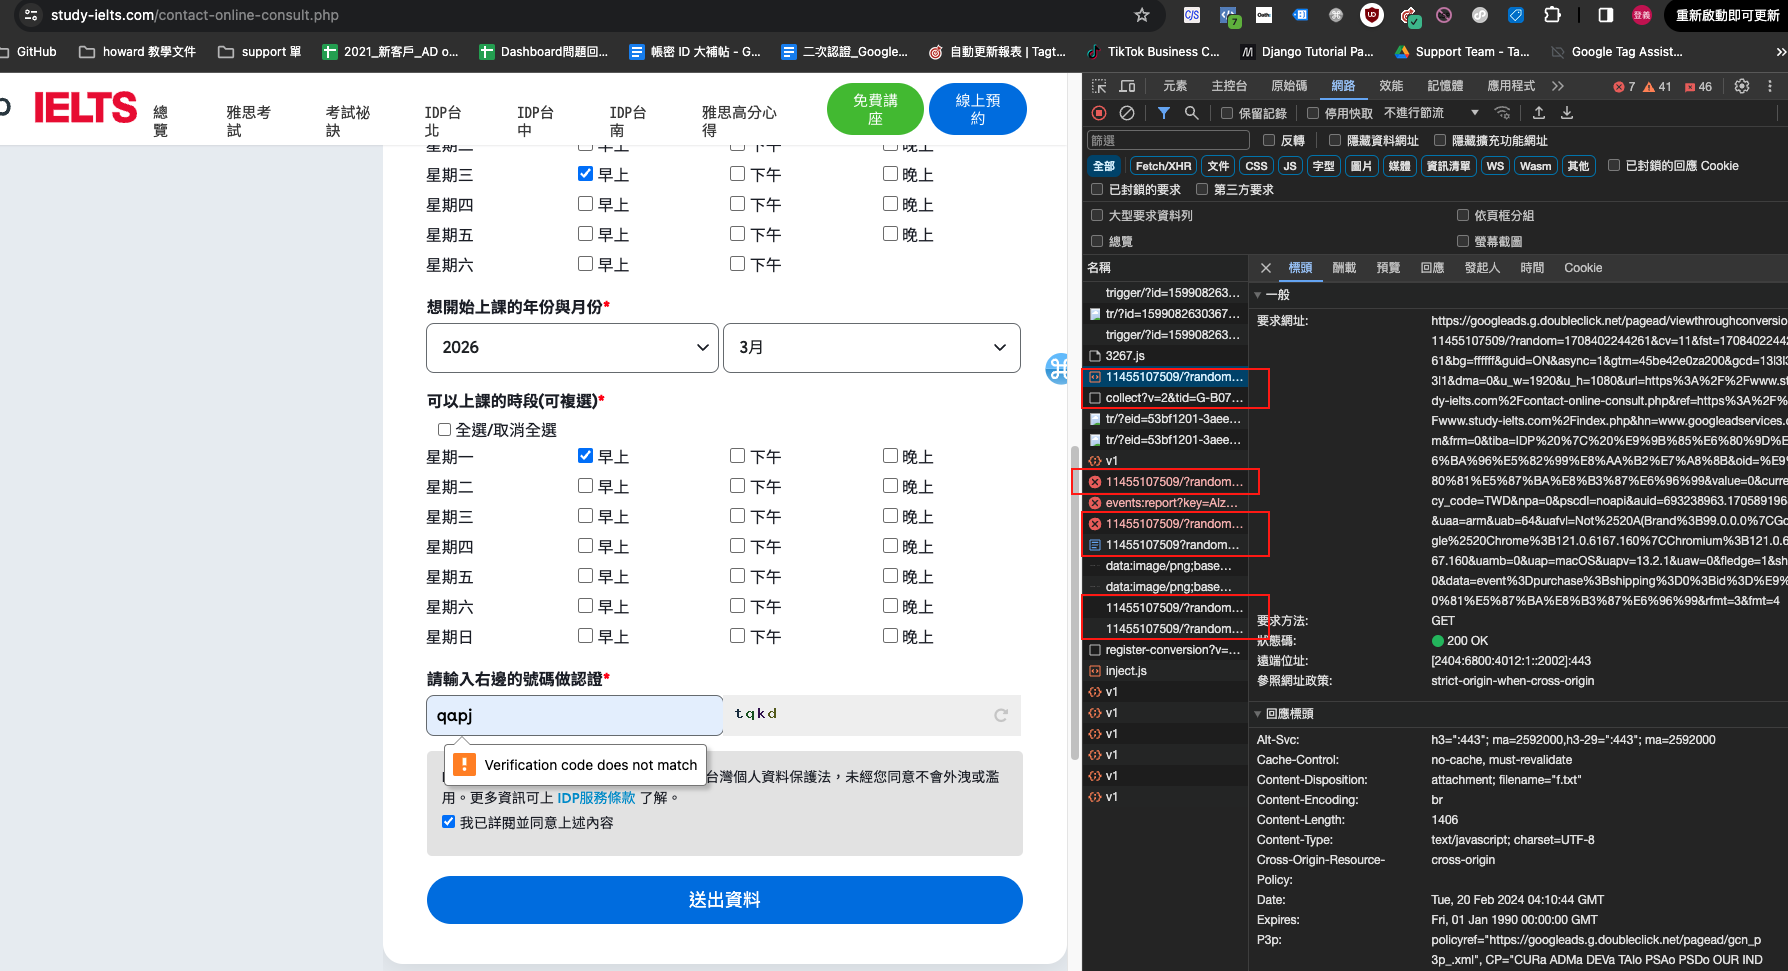 study-ielts.com/contact-online-consult.php
重新啟動即可更新
GitHub
howard 教學文件
support 單
2021_新客戶_AD o...
Dashboard問題回...
帳密 ID 大補帖 - G...
二次認證_Google...
自動更新報表 | Tagt...
TikTok Business C...
Django Tutorial Pa...
Support Team - Ta...
Google Tag Assist...
IELTS
總覽
雅思考試
考試祕訣
IDP台北
IDP台中
IDP台南
雅思高分心得
免費講座
線上預約
星期三 早上 下午 晚上
星期四 早上 下午 晚上
星期五 早上 下午 晚上
星期六 早上 下午
想開始上課的年份與月份*
2026 3月
可以上課的時段(可複選)*
全選/取消全選
星期一 早上 下午 晚上
星期二 早上 下午 晚上
星期三 早上 下午 晚上
星期四 早上 下午 晚上
星期五 早上 下午 晚上
星期六 早上 下午 晚上
星期日 早上 下午 晚上
請輸入右邊的號碼做認證*
qapj tqkd
Verification code does not match
台灣個人資料保護法，未經您同意不會外洩或濫
用。更多資訊可上 IDP服務條款 了解。
我已詳閱並同意上述內容
送出資料
元素 主控台 原始碼 網路 效能 記憶體 應用程式 7 41 46
保留記錄 停用快取 不進行節流
篩選 反轉 隱藏資料網址 隱藏擴充功能網址
全部 Fetch/XHR 文件 CSS JS 字型 圖片 媒體 資訊清單 WS Wasm 其他 已封鎖的回應 Cookie
已封鎖的要求 第三方要求
大型要求資料列 依頁框分組
總覽 螢幕截圖
名稱
trigger/?id=159908263...
tr/?id=1599082630367...
trigger/?id=159908263...
3267.js
11455107509/?random...
collect?v=2&tid=G-B07...
tr/?eid=53bf1201-3aee...
tr/?eid=53bf1201-3aee...
v1
11455107509/?random...
events:report?key=AIz...
11455107509/?random...
11455107509?random...
data:image/png;base...
data:image/png;base...
11455107509/?random...
11455107509/?random...
register-conversion?v=...
inject.js
v1
v1
v1
v1
v1
v1
標頭 酬載 預覽 回應 發起人 時間 Cookie
一般
要求網址:
https://googleads.g.doubleclick.net/pagead/viewthroughconversio
11455107509/?random=1708402244261&cv=11&fst=1708402244
61&bg=ffffff&guid=ON&async=1&gtm=45be42e0za200&gcd=13l3l3
3l1&dma=0&u_w=1920&u_h=1080&url=https%3A%2F%2Fwww.st
dy-ielts.com%2Fcontact-online-consult.php&ref=https%3A%2F%
Fwww.study-ielts.com%2Findex.php&hn=www.googleadservices.c
m&frm=0&tiba=IDP%20%7C%20%E9%9B%85%E6%80%9D%E
6%BA%96%E5%82%99%E8%AA%B2%E7%A8%8B&oid=%E9
80%81%E5%87%BA%E8%B3%87%E6%96%99&value=0&curre
cy_code=TWD&npa=0&pscdl=noapi&auid=693238963.170589196
&uaa=arm&uab=64&uafvl=Not%2520A(Brand%3B99.0.0.0%7CGo
gle%2520Chrome%3B121.0.6167.160%7CChromium%3B121.0.6
67.160&uamb=0&uap=macOS&uapv=13.2.1&uaw=0&fledge=1&sh
0&data=event%3Dpurchase%3Bshipping%3D0%3Bid%3D%E9%
0%81%E5%87%BA%E8%B3%87%E6%96%99&rfmt=3&fmt=4
要求方法: GET
狀態碼: 200 OK
遠端位址: [2404:6800:4012:1::2002]:443
參照網址政策: strict-origin-when-cross-origin
回應標頭
Alt-Svc: h3=":443"; ma=2592000,h3-29=":443"; ma=2592000
Cache-Control: no-cache, must-revalidate
Content-Disposition: attachment; filename="f.txt"
Content-Encoding: br
Content-Length: 1406
Content-Type: text/javascript; charset=UTF-8
Cross-Origin-Resource-Policy: cross-origin
Date: Tue, 20 Feb 2024 04:10:44 GMT
Expires: Fri, 01 Jan 1990 00:00:00 GMT
P3p: policyref="https://googleads.g.doubleclick.net/pagead/gcn_p
3p_.xml", CP="CURa ADMa DEVa TAIo PSAo PSDo OUR IND